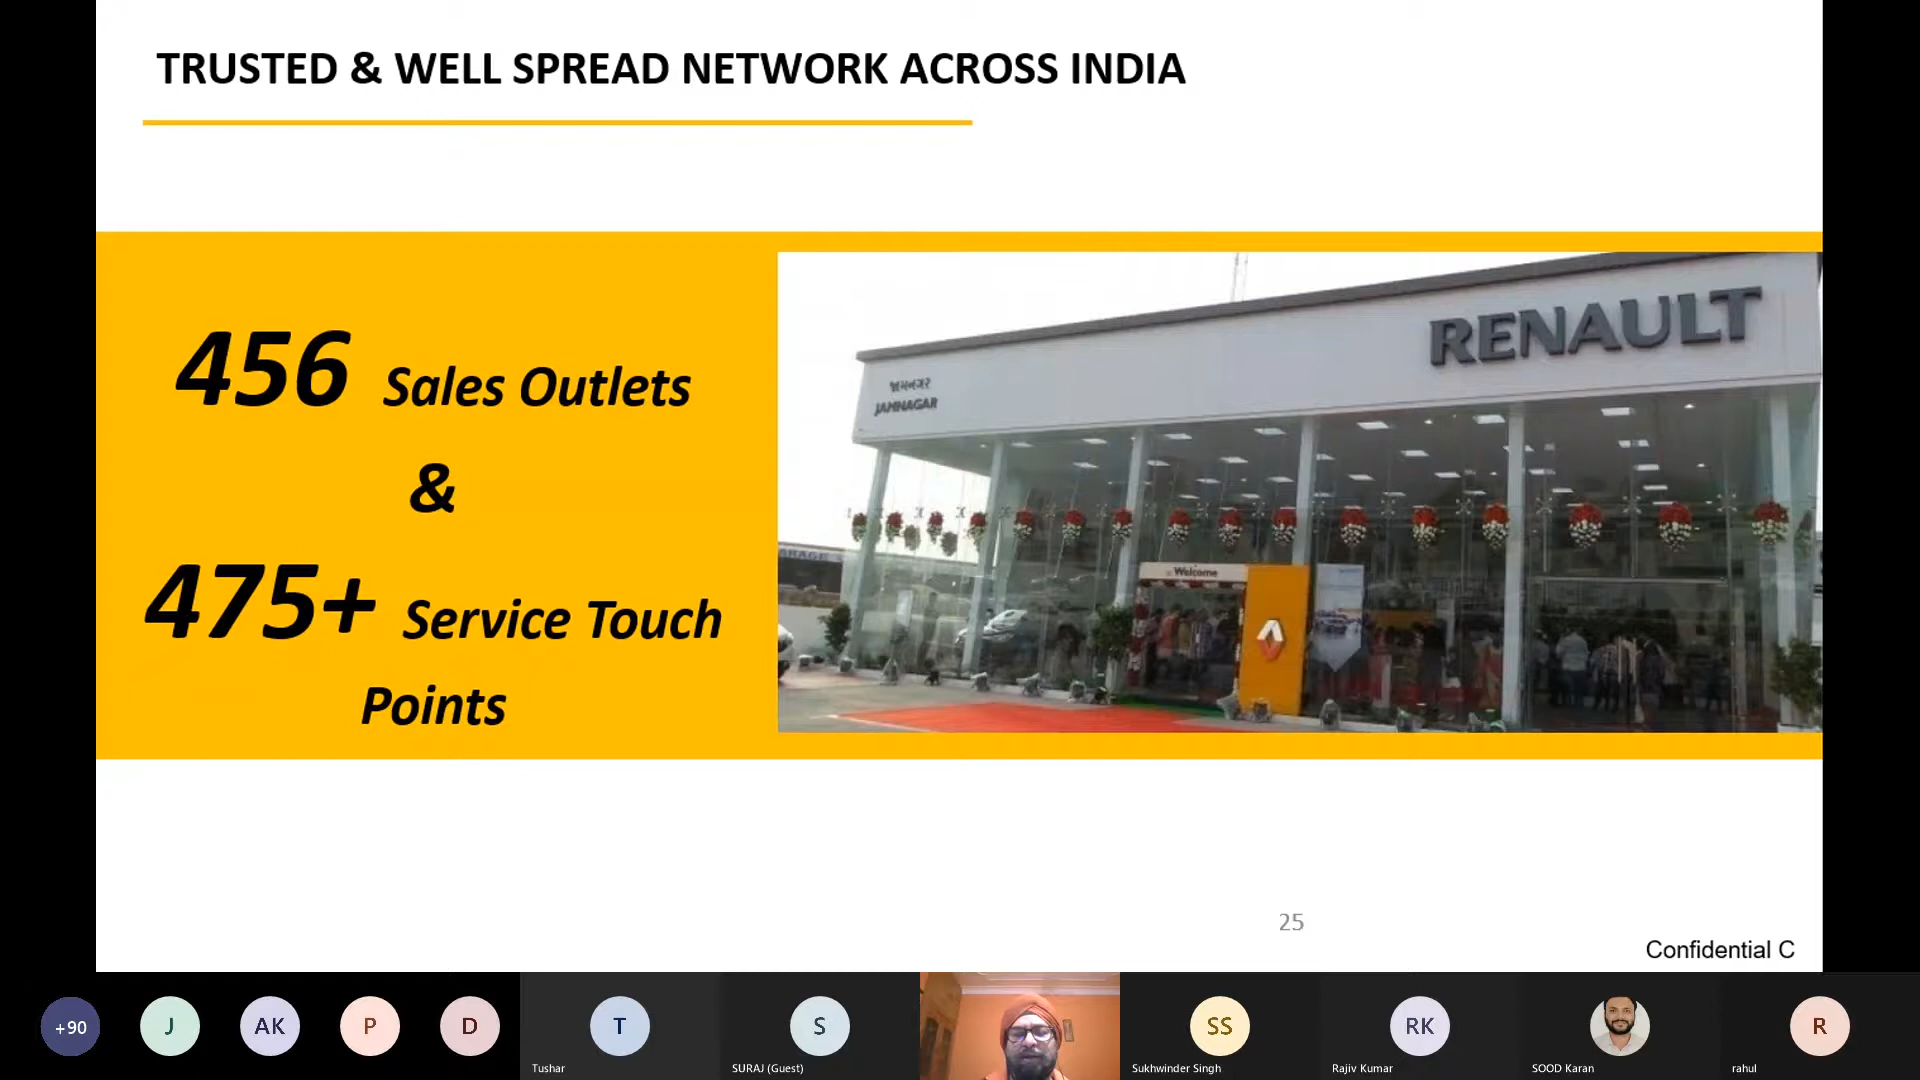 TRUSTED & WELL SPREAD NETWORK ACROSS INDIA
456 Sales Outlets
&
475+ Service Touch
Points
RENAULT
જામનગર
JAMNAGAR
Welcome
25
Confidential C
+90
J
AK
P
D
T
S
SS
RK
R
Tushar
SURAJ (Guest)
Sukhwinder Singh
Rajiv Kumar
SOOD Karan
rahul